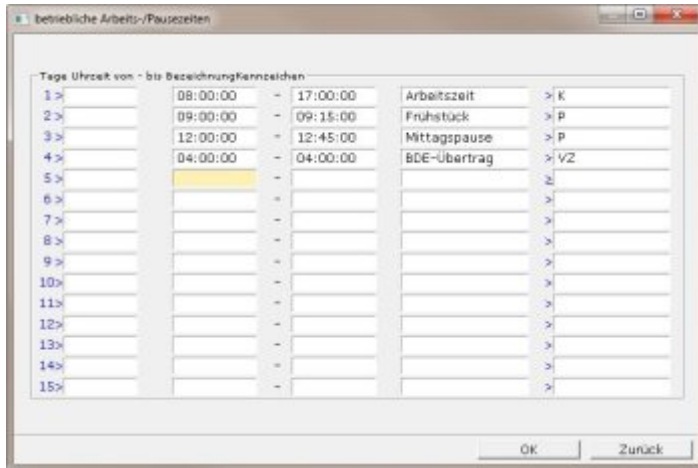 betriebliche Arbeits-/Pausezeiten
Tage Uhrzeit von - bis BezeichnungKennzeichen
1> 08:00:00 - 17:00:00 Arbeitszeit > K
2> 09:00:00 - 09:15:00 Frühstück > P
3> 12:00:00 - 12:45:00 Mittagspause > P
4> 04:00:00 - 04:00:00 BDE-Übertrag > VZ
5> - >
6> - >
7> - >
8> - >
9> - >
10> - >
11> - >
12> - >
13> - >
14> - >
15> - >
OK Zurück